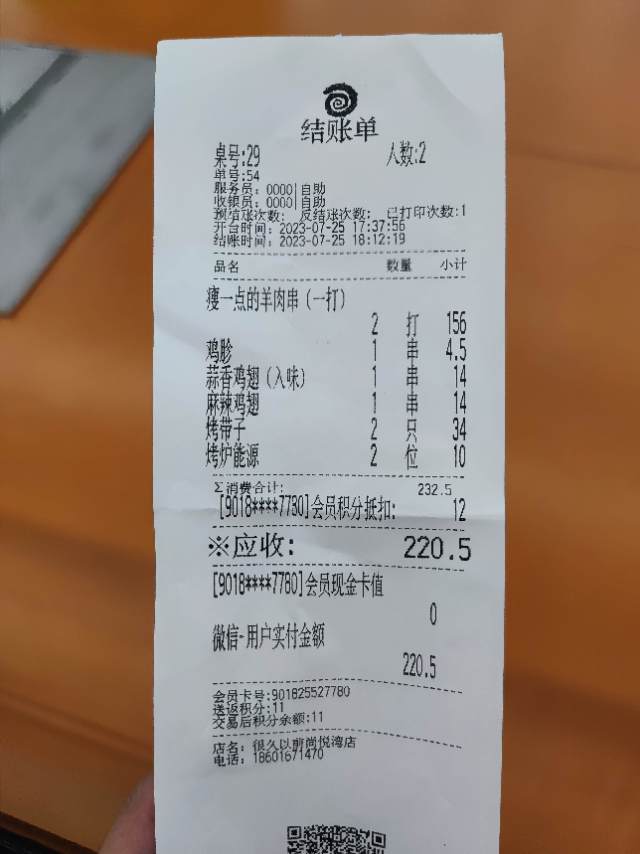 结账单
桌号:29 人数:2
单号:54
服务员: 0000|自助
收银员: 0000|自助
预结账次数: 反结账次数: 已打印次数:1
开台时间: 2023-07-25 17:37:56
结账时间: 2023-07-25 18:12:19
品名 数量 小计
瘦一点的羊肉串(一打)
2 打 156
鸡胗 1 串 4.5
蒜香鸡翅(入味) 1 串 14
麻辣鸡翅 1 串 14
烤带子 2 只 34
烤炉能源 2 位 10
Σ消费合计: 232.5
[9018****7780]会员积分抵扣: 12
※应收: 220.5
[9018****7780]会员现金卡值
0
微信-用户实付金额
220.5
会员卡号:901825527780
送返积分:11
交易后积分余额:11
店名: 很久以前尚悦湾店
电话: 18601671470